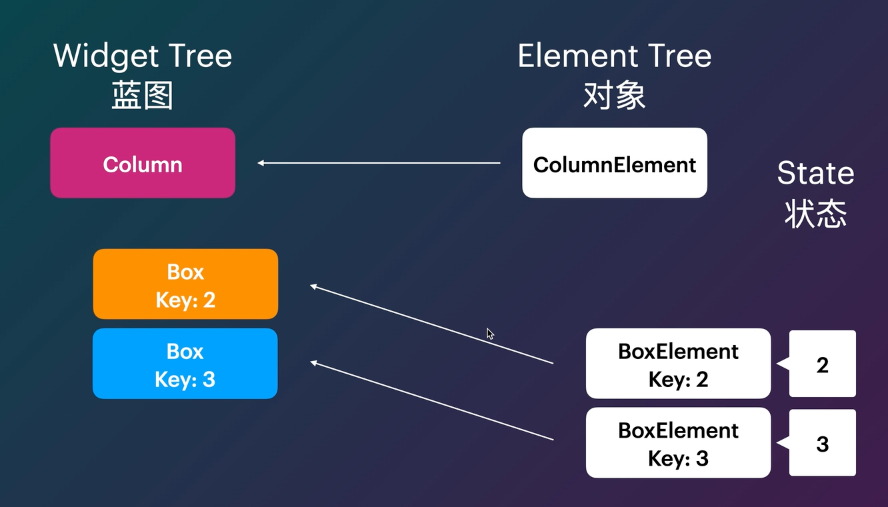 Widget Tree
蓝图
Element Tree
对象
Column
ColumnElement
State
状态
Box
Key: 2
Box
Key: 3
BoxElement
Key: 2
2
BoxElement
Key: 3
3